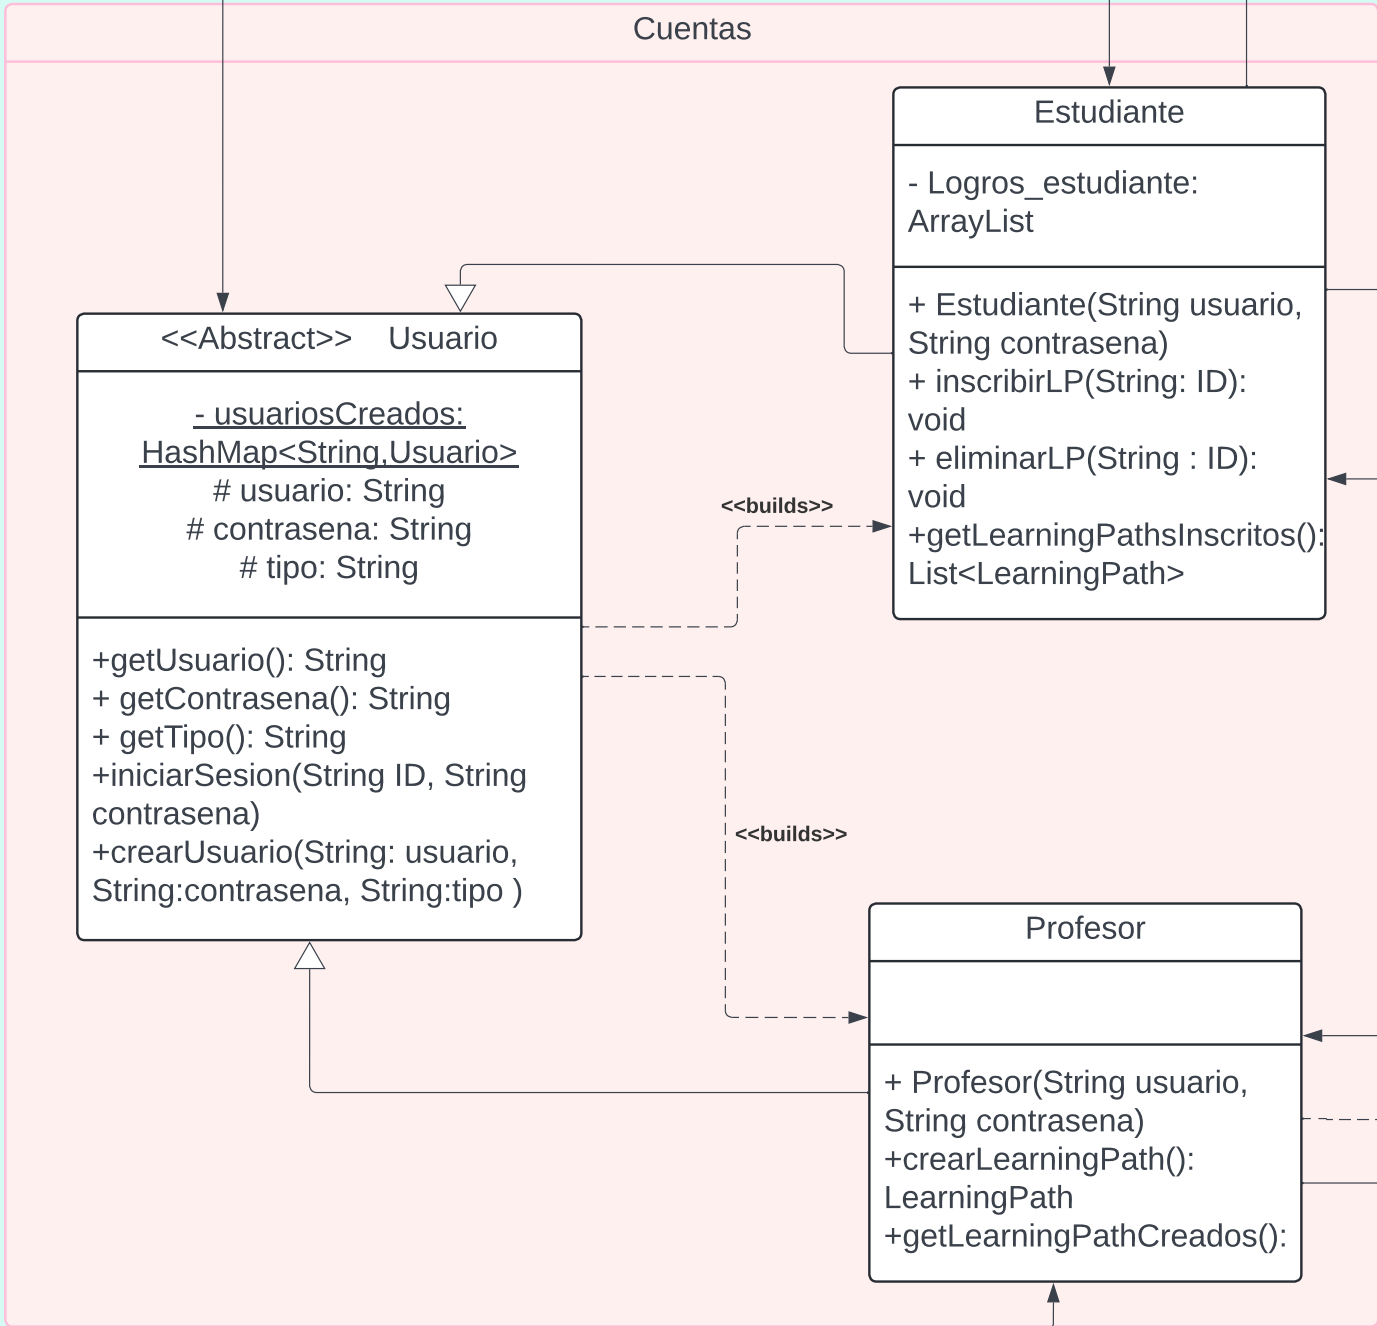 Cuentas
Estudiante
- Logros_estudiante:
ArrayList
+ Estudiante(String usuario,
String contrasena)
+ inscribirLP(String: ID):
void
+ eliminarLP(String : ID):
void
+getLearningPathsInscritos():
List<LearningPath>
<<Abstract>> Usuario
- usuariosCreados:
HashMap<String,Usuario>
# usuario: String
# contrasena: String
# tipo: String
+getUsuario(): String
+ getContrasena(): String
+ getTipo(): String
+iniciarSesion(String ID, String
contrasena)
+crearUsuario(String: usuario,
String:contrasena, String:tipo )
<<builds>>
<<builds>>
Profesor
+ Profesor(String usuario,
String contrasena)
+crearLearningPath():
LearningPath
+getLearningPathCreados():